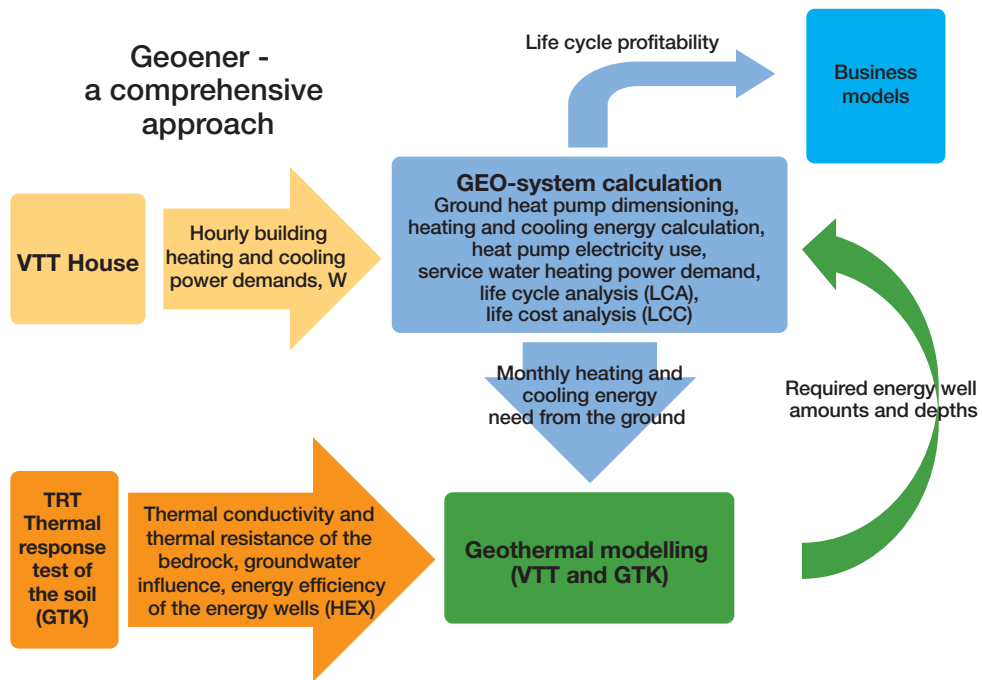 Geoener -
a comprehensive
approach
Life cycle profitability
Business
models
VTT House
Hourly building
heating and cooling
power demands, W
GEO-system calculation
Ground heat pump dimensioning,
heating and cooling energy calculation,
heat pump electricity use,
service water heating power demand,
life cycle analysis (LCA),
life cost analysis (LCC)
Monthly heating and
cooling energy
need from the ground
Required energy well
amounts and depths
TRT
Thermal
response
test of
the soil
(GTK)
Thermal conductivity and
thermal resistance of the
bedrock, groundwater
influence, energy efficiency
of the energy wells (HEX)
Geothermal modelling
(VTT and GTK)